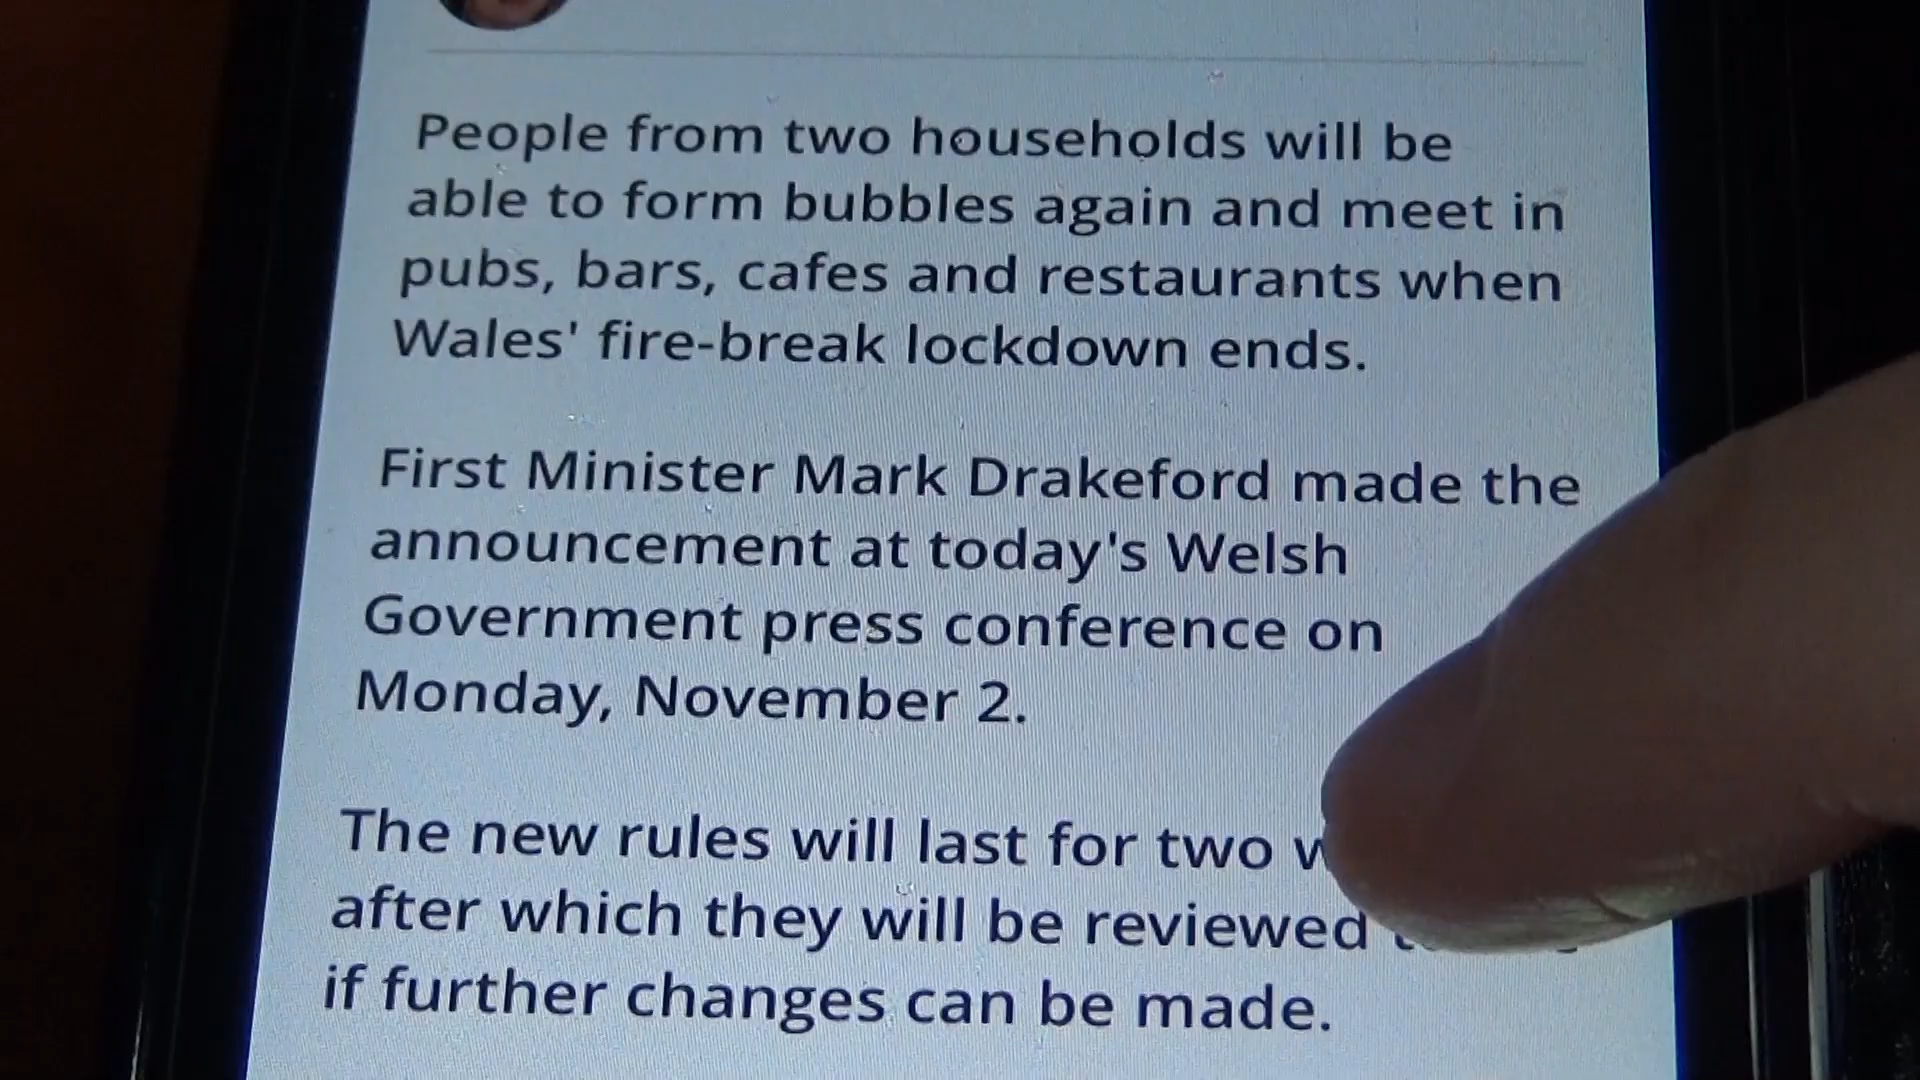 People from two households will be
able to form bubbles again and meet in
pubs, bars, cafes and restaurants when
Wales' fire-break lockdown ends.
First Minister Mark Drakeford made the
announcement at today's Welsh
Government press conference on
Monday, November 2.
The new rules will last for two
after which they will be reviewed
if further changes can be made.